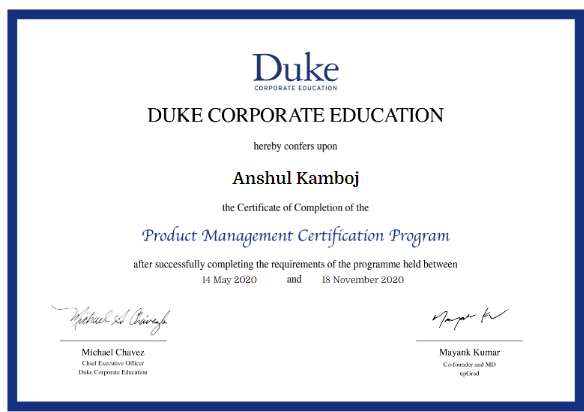 Duke
CORPORATE EDUCATION
DUKE CORPORATE EDUCATION
hereby confers upon
Anshul Kamboj
the Certificate of Completion of the
Product Management Certification Program
after successfully completing the requirements of the programme held between
14 May 2020 and 18 November 2020
Michael Chavez
Chief Executive Officer
Duke Corporate Education
Mayank Kumar
Co-founder and MD
upGrad